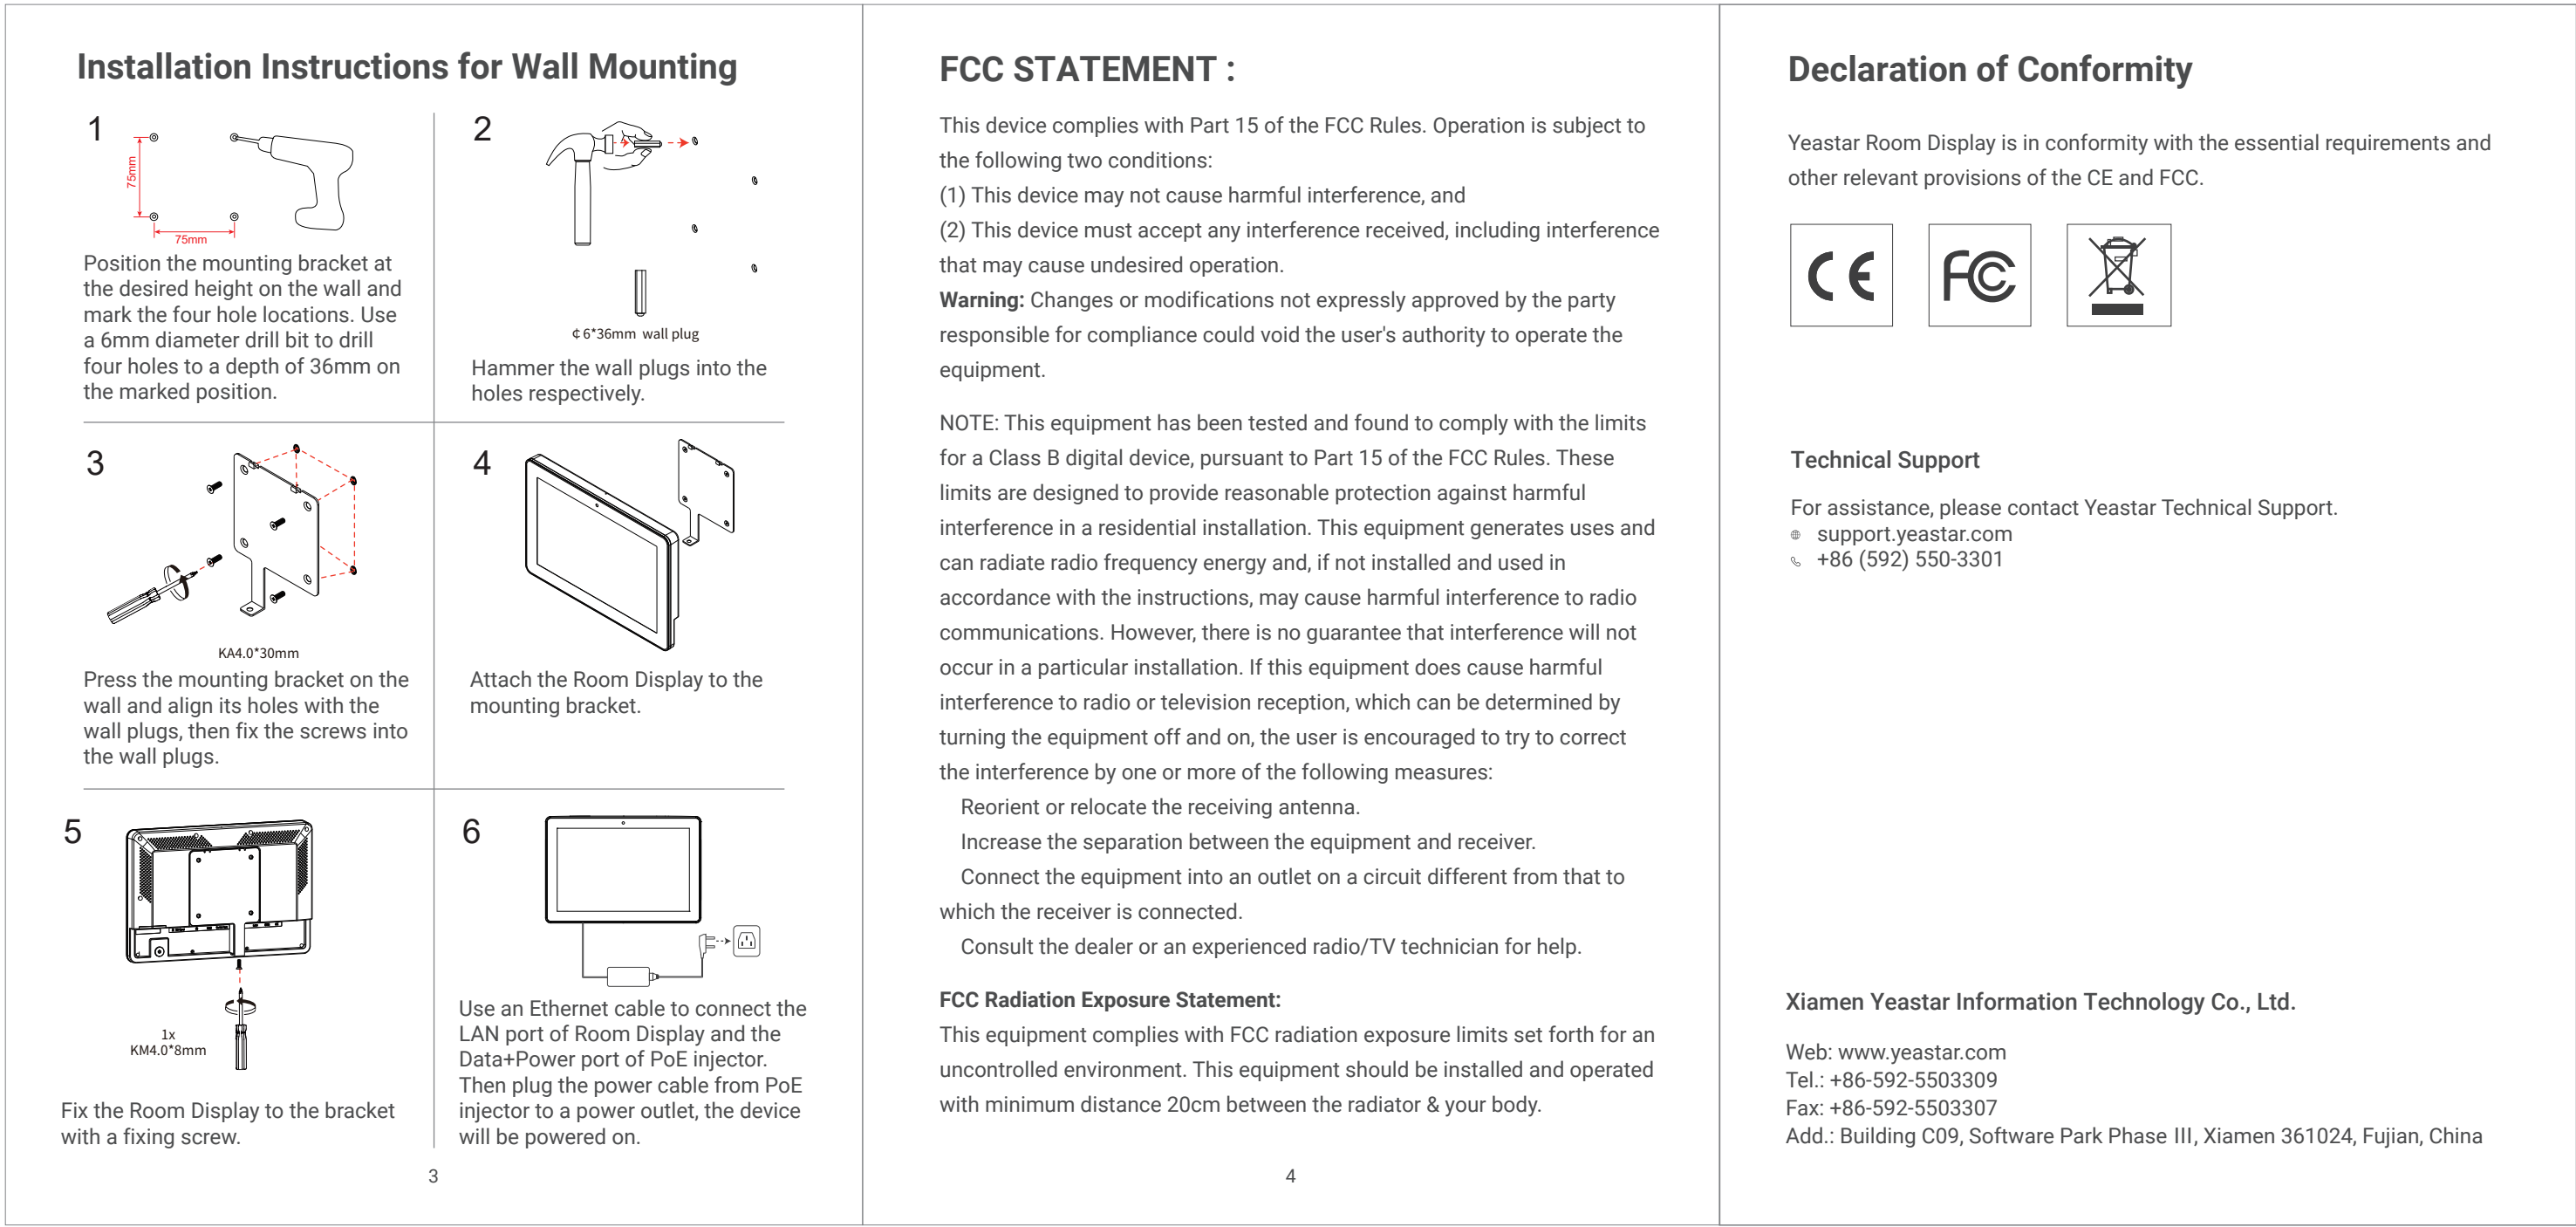 Installation Instructions for Wall Mounting
1
75mm
75mm
Position the mounting bracket at
the desired height on the wall and
mark the four hole locations. Use
a 6mm diameter drill bit to drill
four holes to a depth of 36mm on
the marked position.
2
¢ 6*36mm wall plug
Hammer the wall plugs into the
holes respectively.
3
KA4.0*30mm
Press the mounting bracket on the
wall and align its holes with the
wall plugs, then fix the screws into
the wall plugs.
4
Attach the Room Display to the
mounting bracket.
5
1x
KM4.0*8mm
Fix the Room Display to the bracket
with a fixing screw.
6
Use an Ethernet cable to connect the
LAN port of Room Display and the
Data+Power port of PoE injector.
Then plug the power cable from PoE
injector to a power outlet, the device
will be powered on.
3
FCC STATEMENT :
This device complies with Part 15 of the FCC Rules. Operation is subject to
the following two conditions:
(1) This device may not cause harmful interference, and
(2) This device must accept any interference received, including interference
that may cause undesired operation.
Warning: Changes or modifications not expressly approved by the party
responsible for compliance could void the user's authority to operate the
equipment.
NOTE: This equipment has been tested and found to comply with the limits
for a Class B digital device, pursuant to Part 15 of the FCC Rules. These
limits are designed to provide reasonable protection against harmful
interference in a residential installation. This equipment generates uses and
can radiate radio frequency energy and, if not installed and used in
accordance with the instructions, may cause harmful interference to radio
communications. However, there is no guarantee that interference will not
occur in a particular installation. If this equipment does cause harmful
interference to radio or television reception, which can be determined by
turning the equipment off and on, the user is encouraged to try to correct
the interference by one or more of the following measures:
Reorient or relocate the receiving antenna.
Increase the separation between the equipment and receiver.
Connect the equipment into an outlet on a circuit different from that to
which the receiver is connected.
Consult the dealer or an experienced radio/TV technician for help.
FCC Radiation Exposure Statement:
This equipment complies with FCC radiation exposure limits set forth for an
uncontrolled environment. This equipment should be installed and operated
with minimum distance 20cm between the radiator & your body.
4
Declaration of Conformity
Yeastar Room Display is in conformity with the essential requirements and
other relevant provisions of the CE and FCC.
CE
FCC
Technical Support
For assistance, please contact Yeastar Technical Support.
support.yeastar.com
+86 (592) 550-3301
Xiamen Yeastar Information Technology Co., Ltd.
Web: www.yeastar.com
Tel.: +86-592-5503309
Fax: +86-592-5503307
Add.: Building C09, Software Park Phase III, Xiamen 361024, Fujian, China